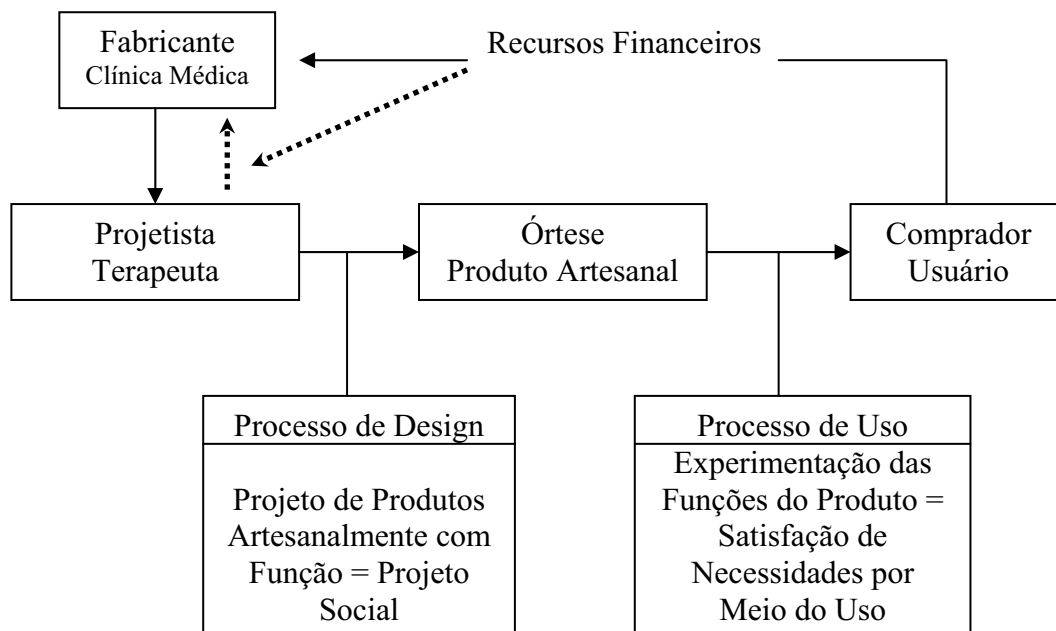 Fabricante
Clínica Médica
Recursos Financeiros
Projetista
Terapeuta
Órtese
Produto Artesanal
Comprador
Usuário
Processo de Design
Projeto de Produtos
Artesanalmente com
Função = Projeto
Social
Processo de Uso
Experimentação das
Funções do Produto =
Satisfação de
Necessidades por
Meio do Uso